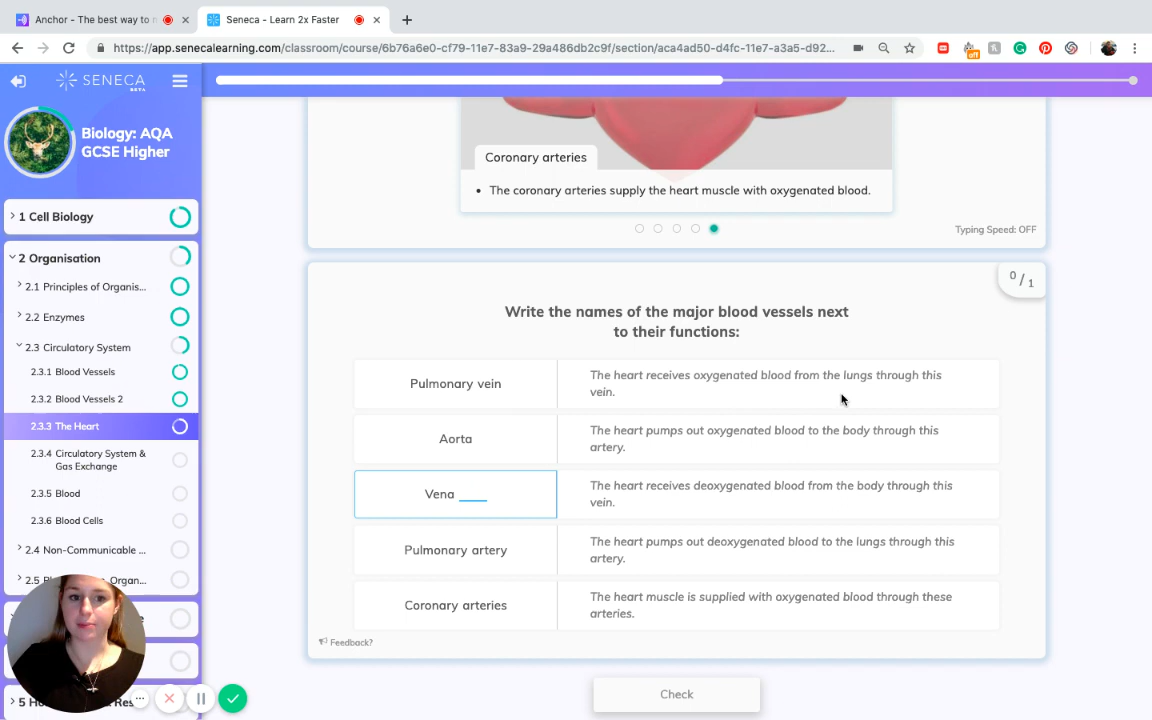 Anchor - The best way to
Seneca - Learn 2x Faster
https://app.senecalearning.com/classroom/course/6b76a6e0-cf79-11e7-83a9-29a486db2c9f/section/aca4ad50-d4fc-11e7-a3a5-d92...
off
SENECA
BETA
Biology: AQA
GCSE Higher
1 Cell Biology
2 Organisation
2.1 Principles of Organis...
2.2 Enzymes
2.3 Circulatory System
2.3.1 Blood Vessels
2.3.2 Blood Vessels 2
2.3.3 The Heart
2.3.4 Circulatory System &
Gas Exchange
2.3.5 Blood
2.3.6 Blood Cells
2.4 Non-Communicable ...
2.5 Organ...
5
Coronary arteries
• The coronary arteries supply the heart muscle with oxygenated blood.
Typing Speed: OFF
0/1
Write the names of the major blood vessels next
to their functions:
Pulmonary vein
The heart receives oxygenated blood from the lungs through this
vein.
Aorta
The heart pumps out oxygenated blood to the body through this
artery.
Vena ____
The heart receives deoxygenated blood from the body through this
vein.
Pulmonary artery
The heart pumps out deoxygenated blood to the lungs through this
artery.
Coronary arteries
The heart muscle is supplied with oxygenated blood through these
arteries.
Feedback?
Check